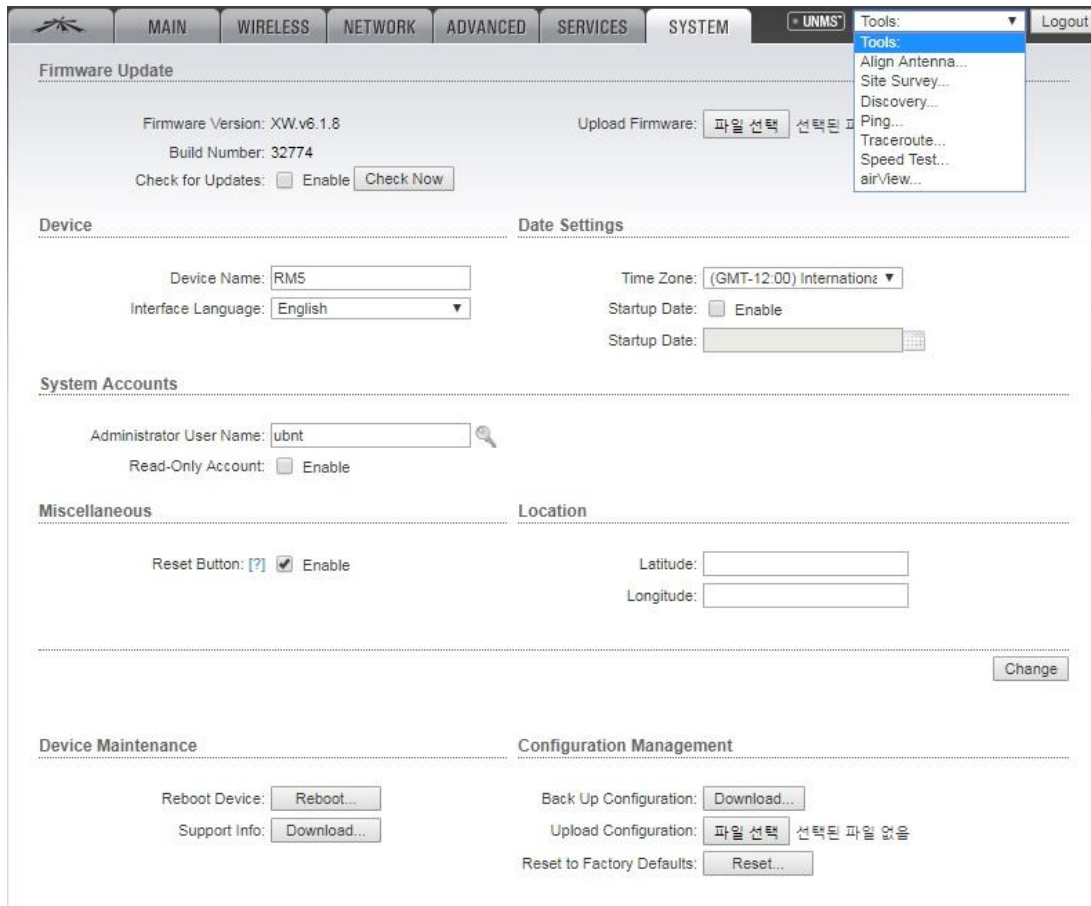 MAIN WIRELESS NETWORK ADVANCED SERVICES SYSTEM UNMS™ Tools: Logout
Tools:
Align Antenna...
Site Survey...
Discovery...
Ping...
Traceroute...
Speed Test...
airView...
Firmware Update
Firmware Version: XW.v6.1.8
Upload Firmware: 파일 선택 선택된
Build Number: 32774
Check for Updates: Enable Check Now
Device
Date Settings
Device Name: RM5
Time Zone: (GMT-12:00) Internationa
Interface Language: English
Startup Date: Enable
Startup Date:
System Accounts
Administrator User Name: ubnt
Read-Only Account: Enable
Miscellaneous
Location
Reset Button: [?] Enable
Latitude:
Longitude:
Change
Device Maintenance
Configuration Management
Reboot Device: Reboot...
Back Up Configuration: Download...
Support Info: Download...
Upload Configuration: 파일 선택 선택된 파일 없음
Reset to Factory Defaults: Reset...